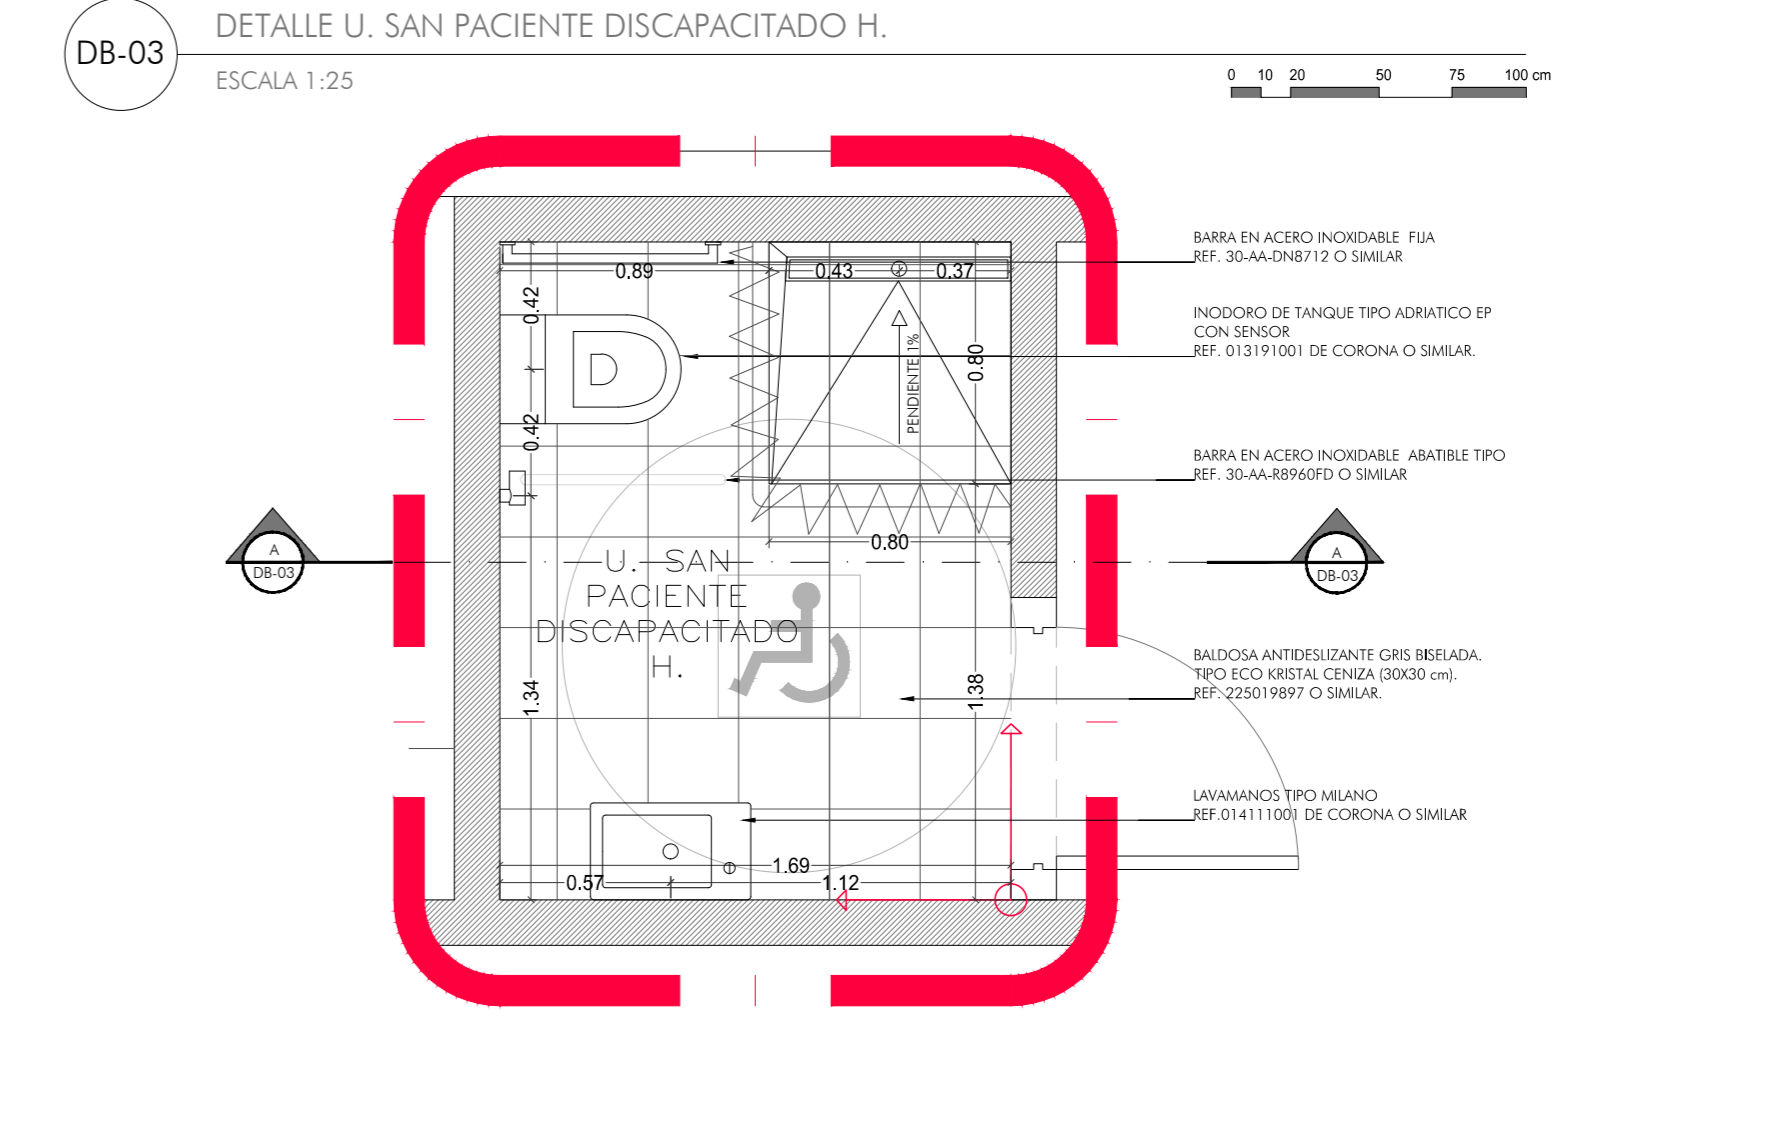 DB-03
DETALLE U. SAN PACIENTE DISCAPACITADO H.
ESCALA 1:25
0 10 20 50 75 100 cm
BARRA EN ACERO INOXIDABLE FIJA
REF. 30-AA-DN8712 O SIMILAR
0.89
0.43
0.37
0.42
INODORO DE TANQUE TIPO ADRIATICO EP
CON SENSOR
REF. 013191001 DE CORONA O SIMILAR.
PENDIENTE 1%
0.80
0.42
BARRA EN ACERO INOXIDABLE ABATIBLE TIPO
REF. 30-AA-R8960FD O SIMILAR
0.80
A
DB-03
A
DB-03
U. SAN
PACIENTE
DISCAPACITADO
H.
1.34
1.38
BALDOSA ANTIDESLIZANTE GRIS BISELADA.
TIPO ECO KRISTAL CENIZA (30X30 cm).
REF. 225019897 O SIMILAR.
LAVAMANOS TIPO MILANO
REF.014111001 DE CORONA O SIMILAR
1.69
0.57
1.12